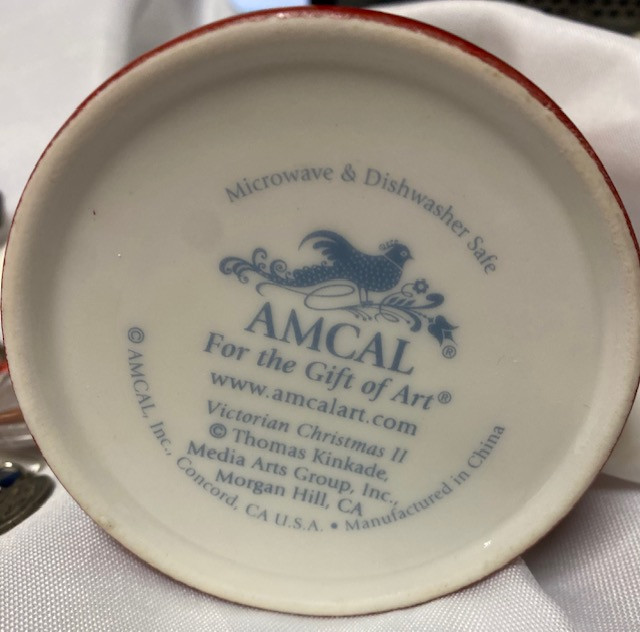 Microwave & Dishwasher Safe
AMCAL®
For the Gift of Art®
www.amcalart.com
Victorian Christmas II
© Thomas Kinkade,
Media Arts Group, Inc.,
Morgan Hill, CA
© AMCAL, Inc., Concord, CA U.S.A. • Manufactured in China